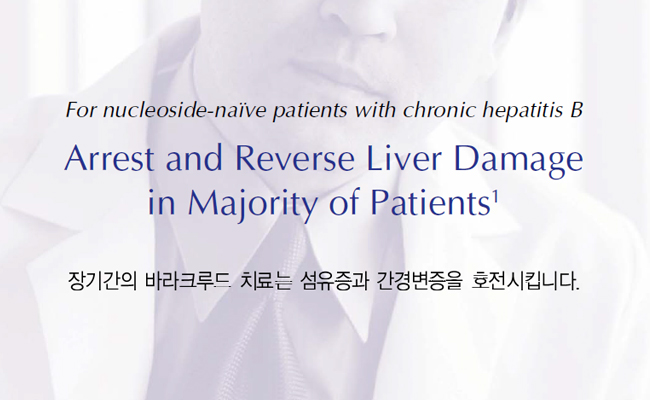 For nucleoside-naïve patients with chronic hepatitis B
Arrest and Reverse Liver Damage
in Majority of Patients1
장기간의 바라크루드 치료는 섬유증과 간경변증을 호전시킵니다.